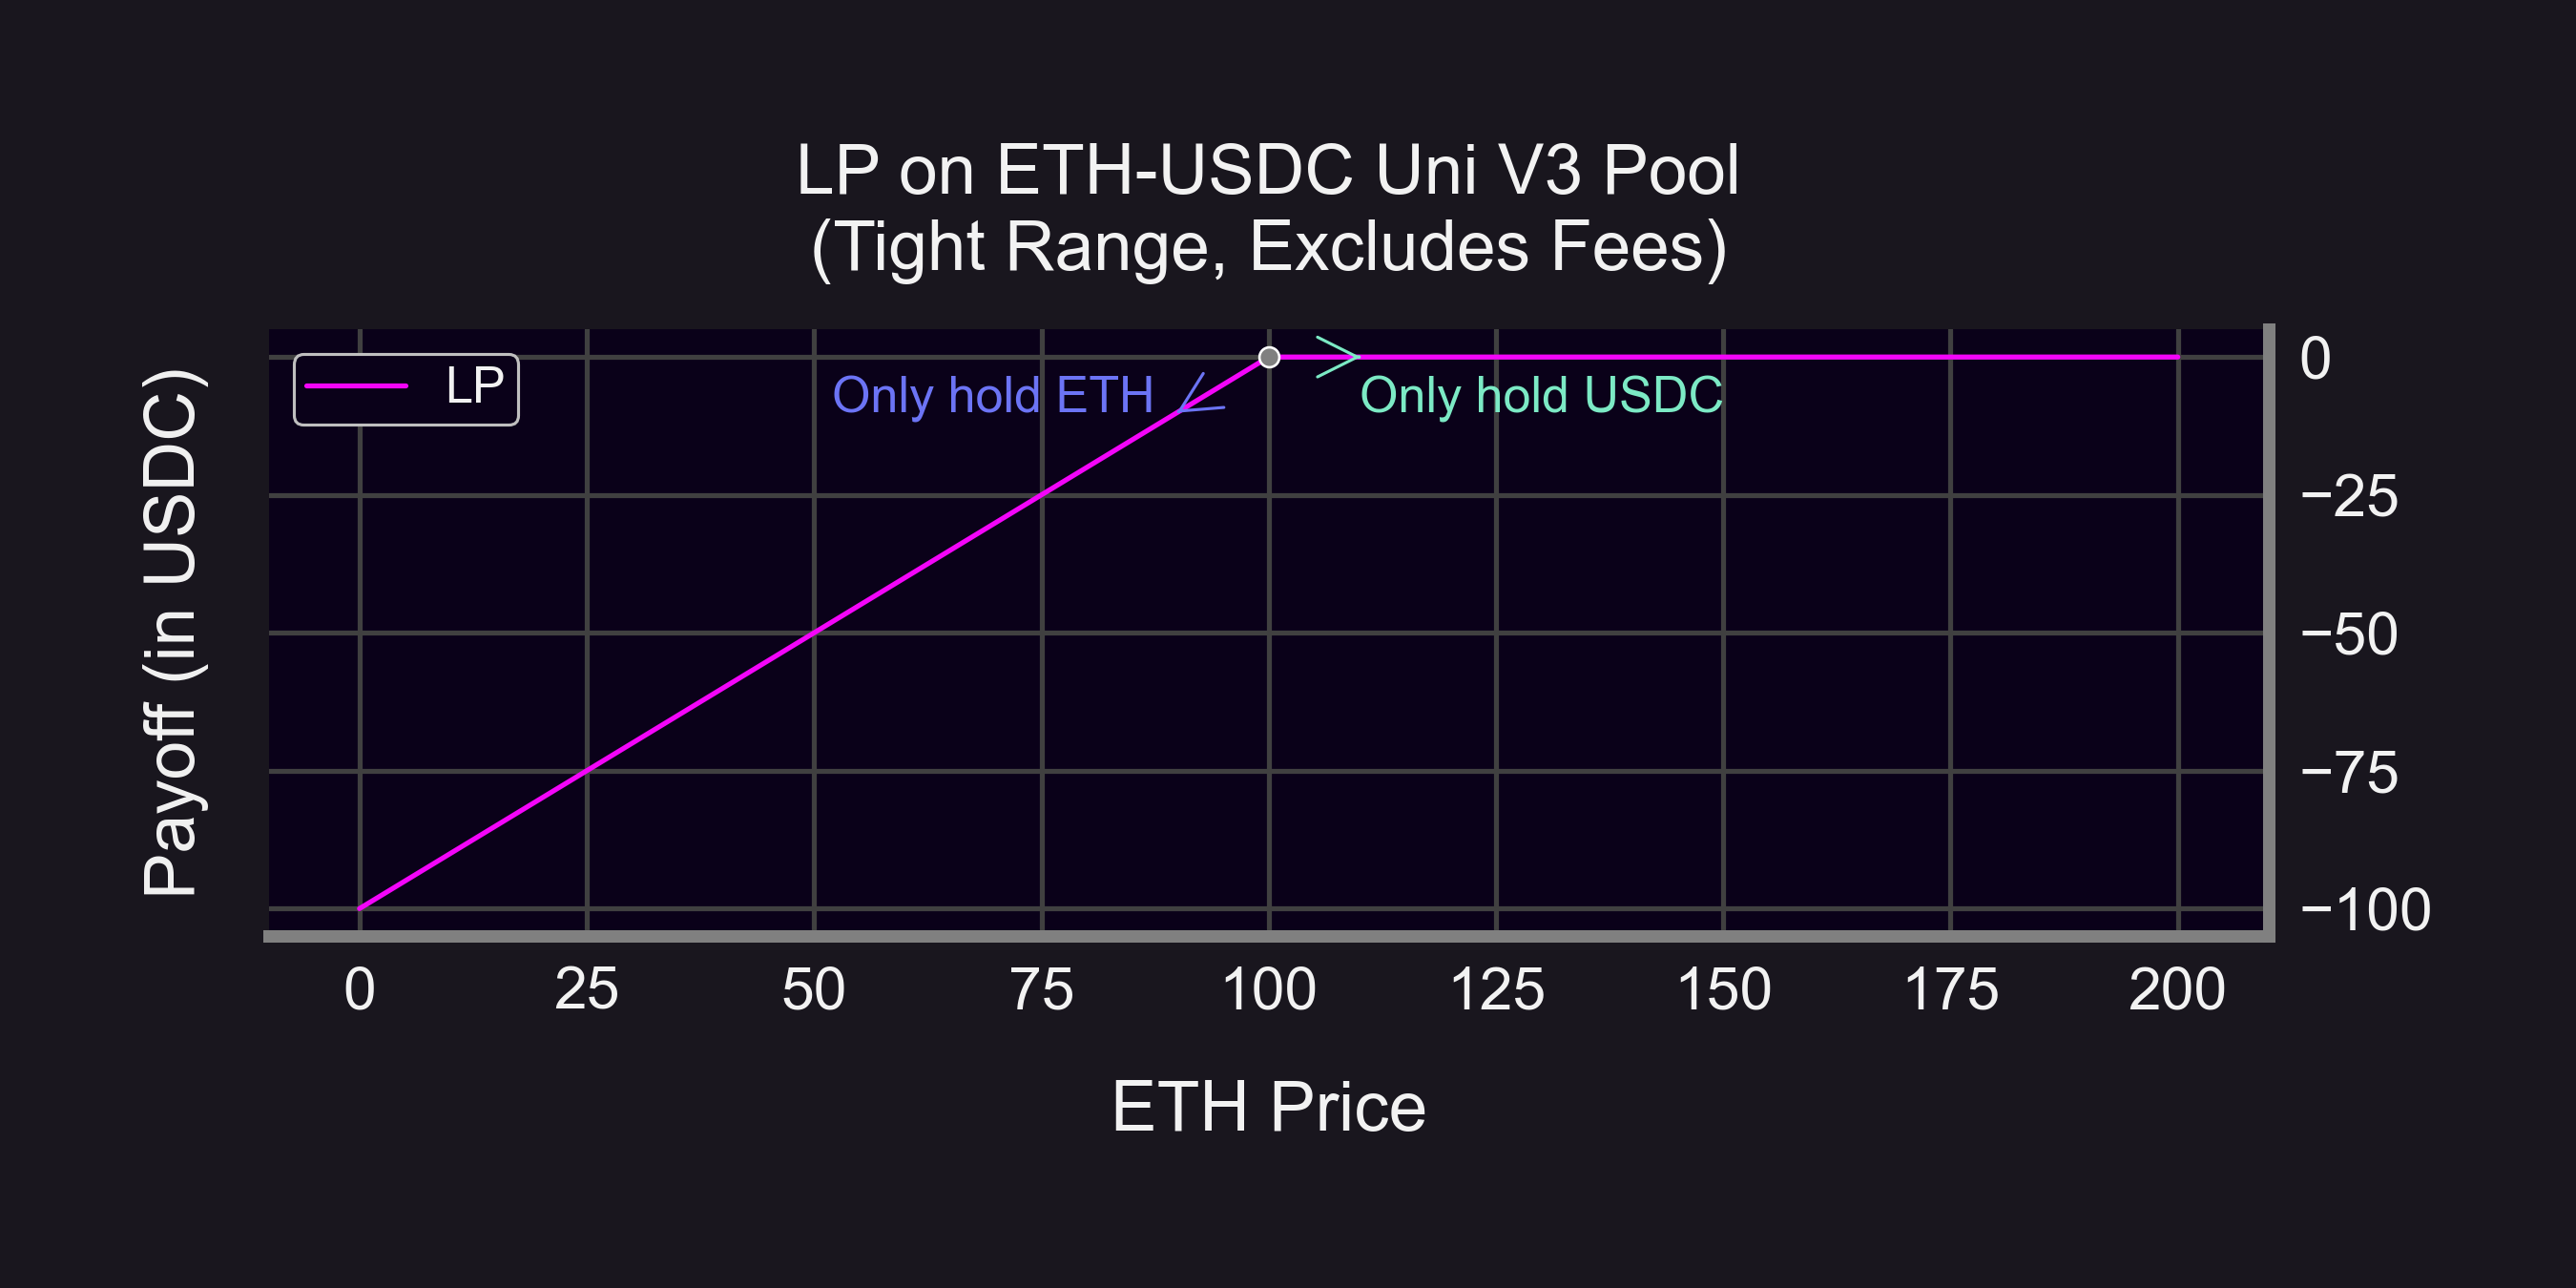 LP on ETH-USDC Uni V3 Pool
(Tight Range, Excludes Fees)
LP
Only hold ETH
Only hold USDC
Payoff (in USDC)
0
−25
−50
−75
−100
0 25 50 75 100 125 150 175 200
ETH Price